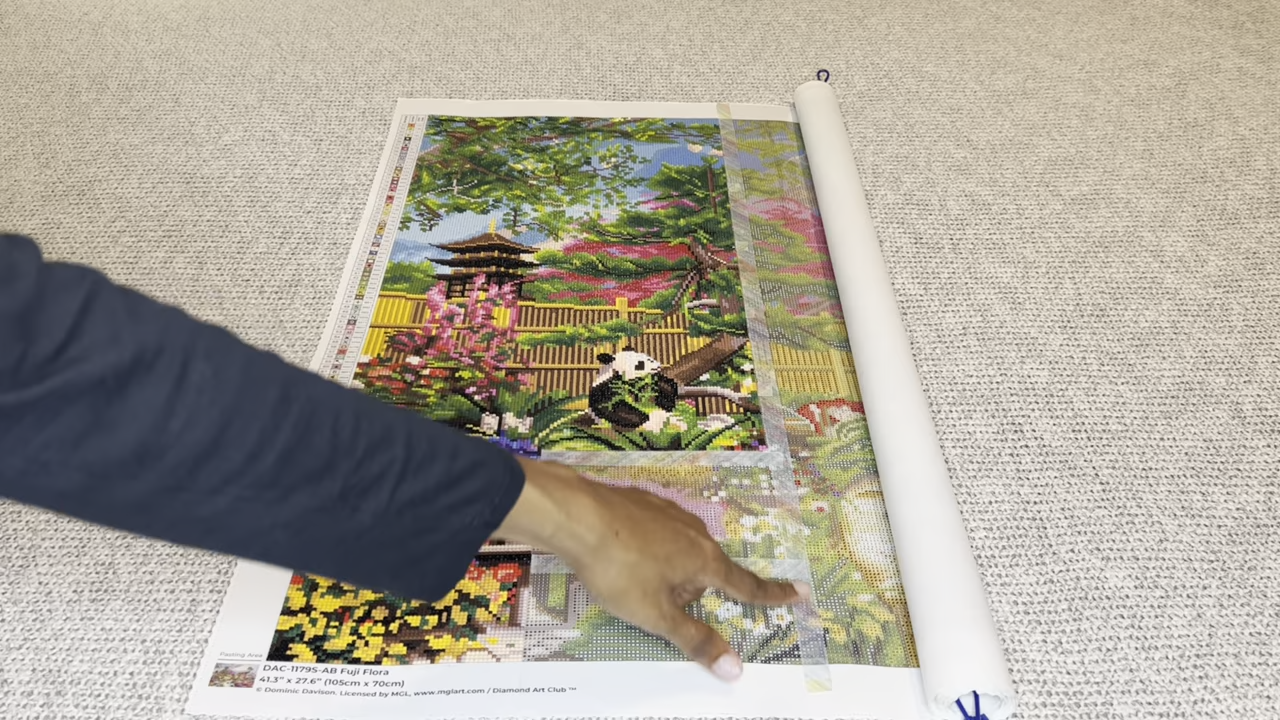 Pasting Area
DAC-11795-AB Fuji Flora
41.3" x 27.6" (105cm x 70cm)
© Dominic Davison. Licensed by MGL, www.mglart.com / Diamond Art Club ™